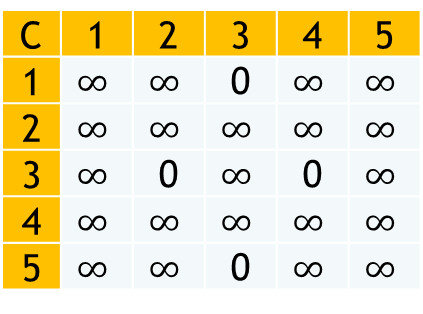 C 1 2 3 4 5
1 ∞ ∞ 0 ∞ ∞
2 ∞ ∞ ∞ ∞ ∞
3 ∞ 0 ∞ 0 ∞
4 ∞ ∞ ∞ ∞ ∞
5 ∞ ∞ 0 ∞ ∞